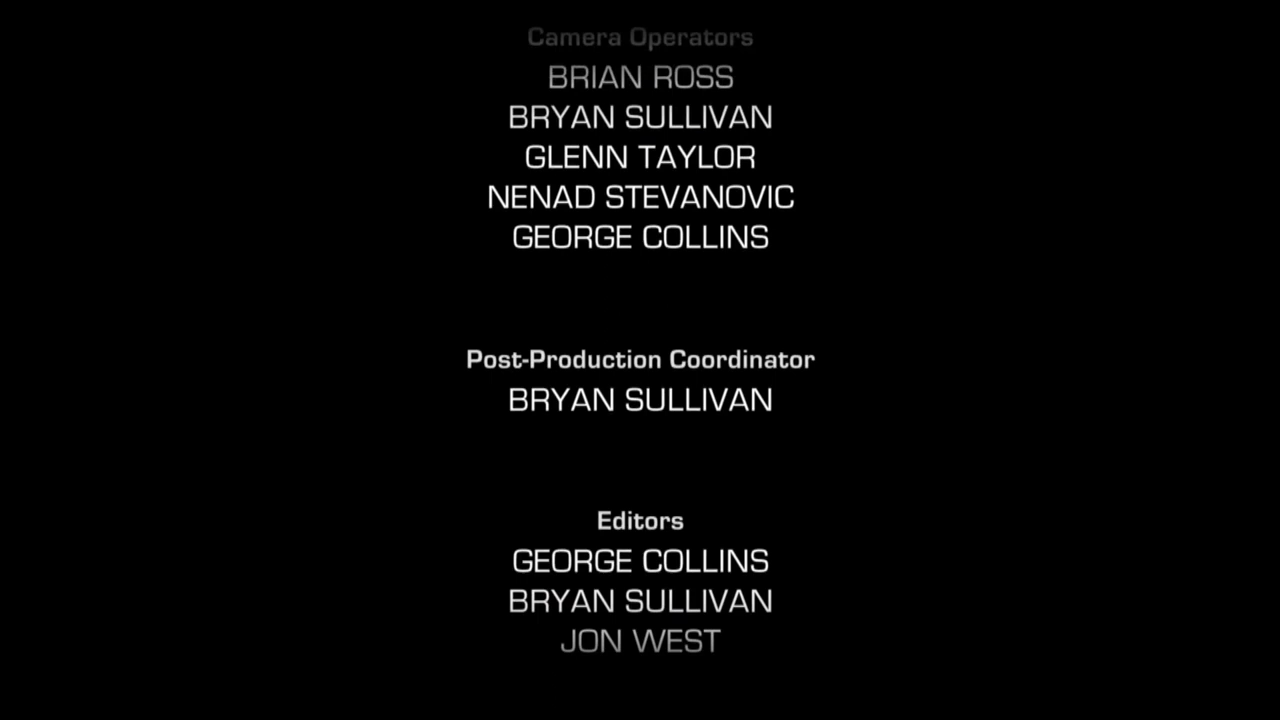 Camera Operators
BRIAN ROSS
BRYAN SULLIVAN
GLENN TAYLOR
NENAD STEVANOVIC
GEORGE COLLINS
Post-Production Coordinator
BRYAN SULLIVAN
Editors
GEORGE COLLINS
BRYAN SULLIVAN
JON WEST